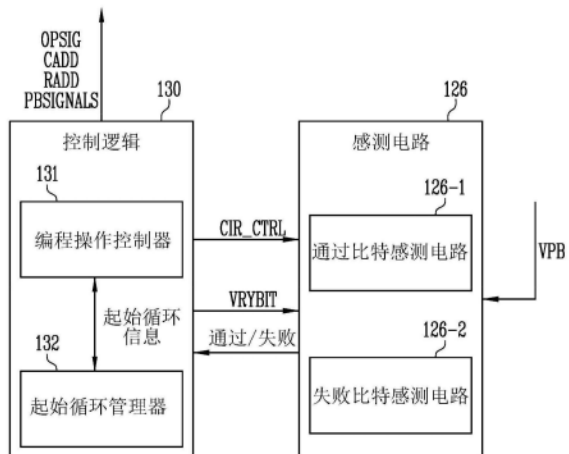 OPSIG
CADD
RADD
PBSIGNALS
130
126
控制逻辑
感测电路
131
126-1
编程操作控制器
CIR_CTRL
通过比特感测电路
VPB
起始循环
信息
VRYBIT
通过/失败
132
126-2
起始循环管理器
失败比特感测电路